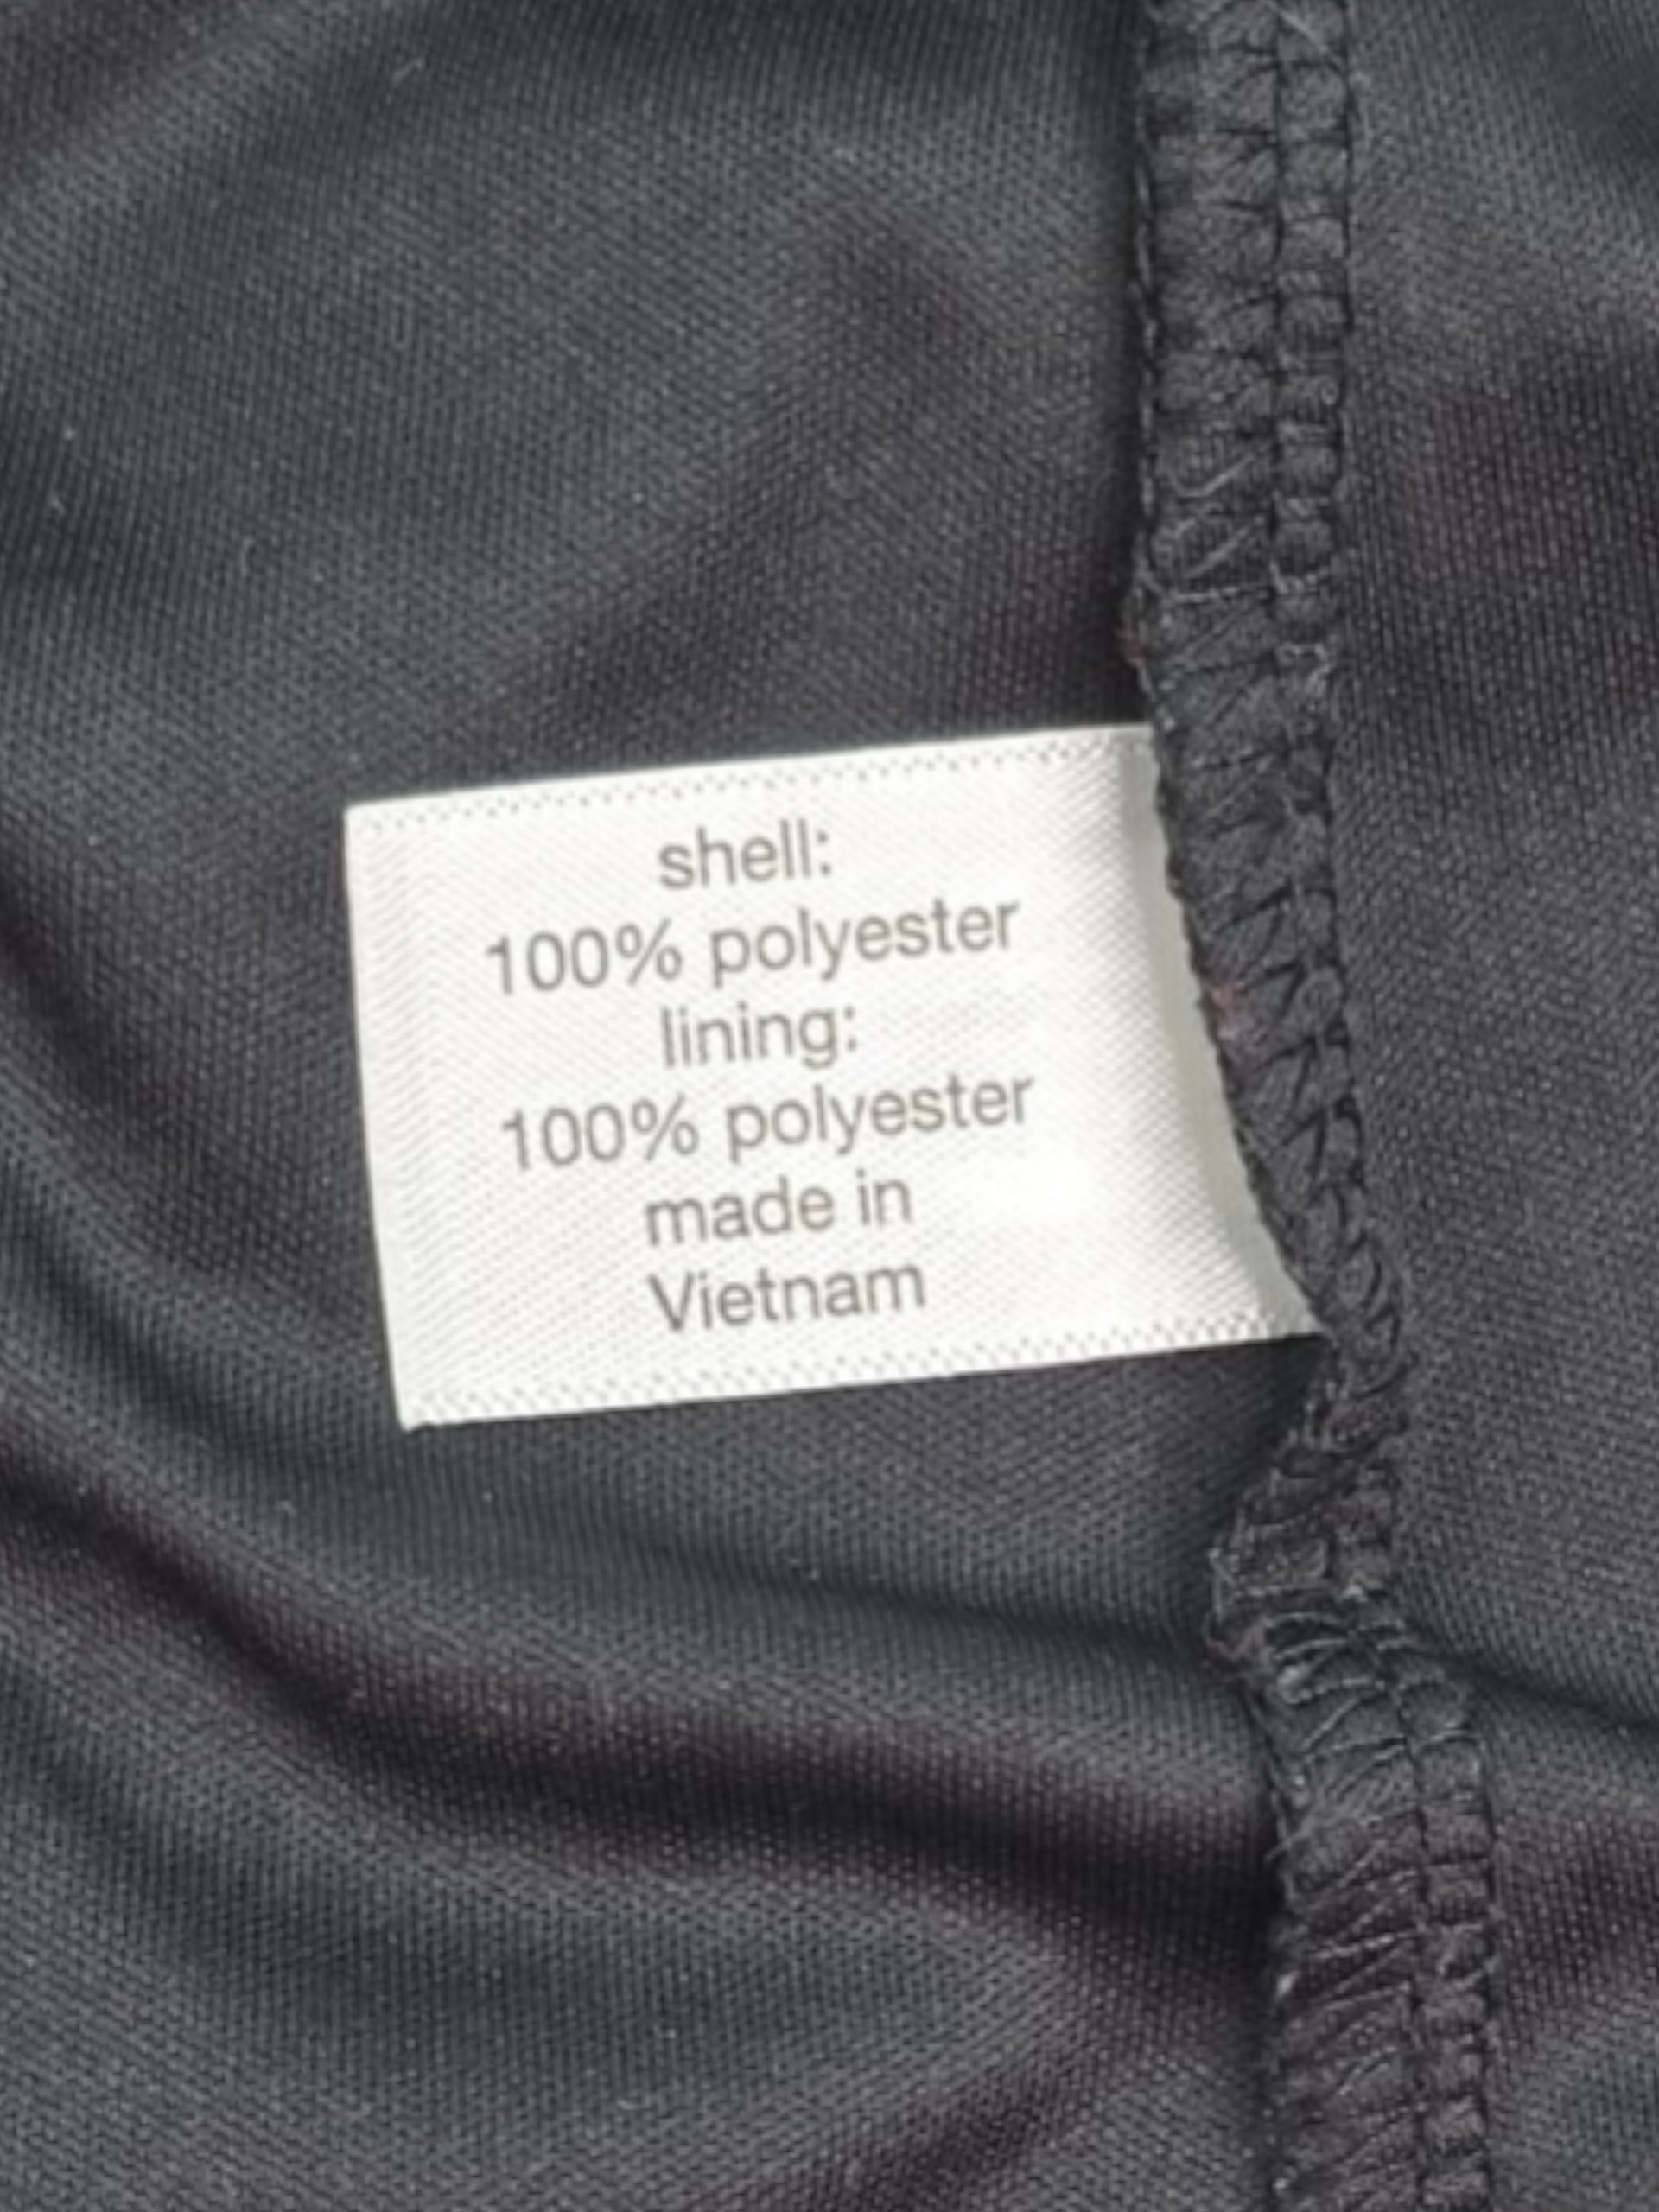 shell:
100% polyester
lining:
100% polyester
made in
Vietnam